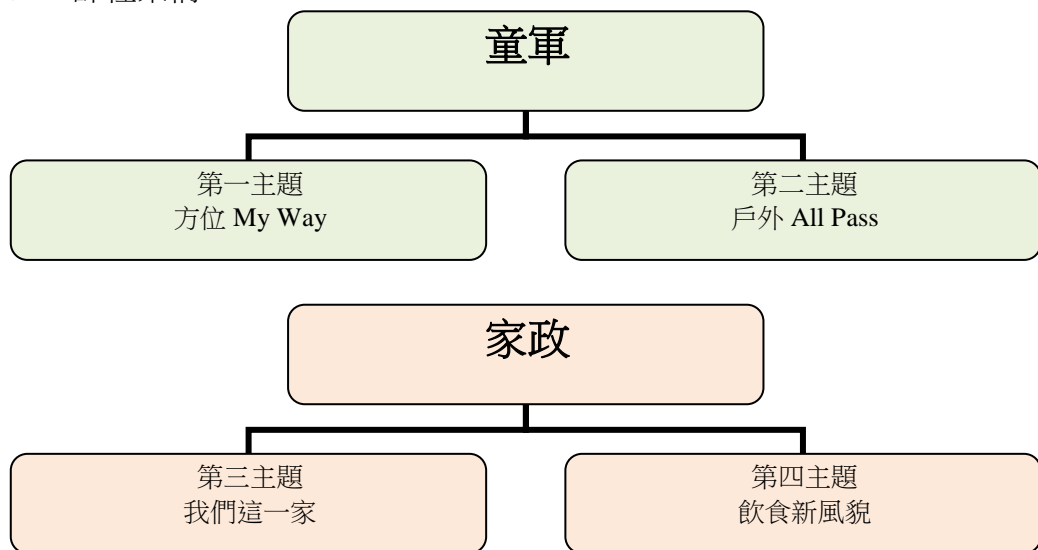 童軍
第一主題
方位 My Way
第二主題
戶外 All Pass
家政
第三主題
我們這一家
第四主題
飲食新風貌